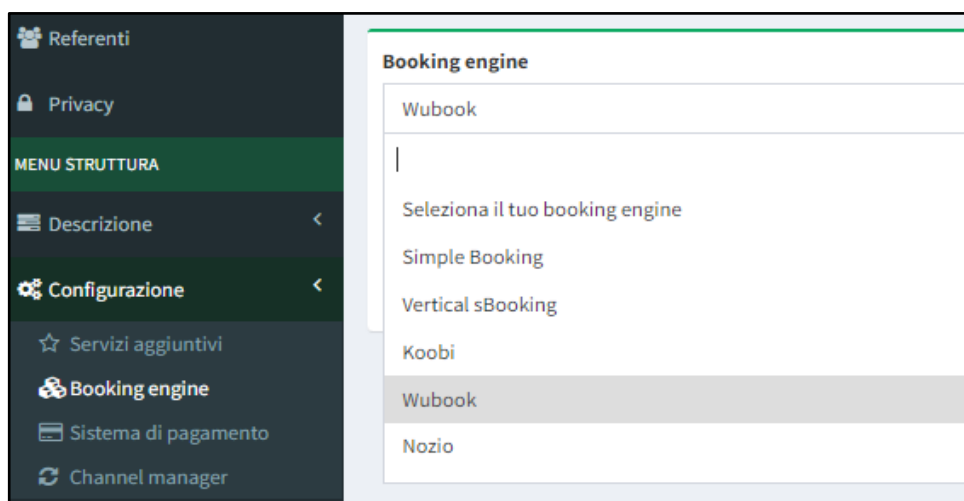 Referenti
Privacy
MENU STRUTTURA
Descrizione
Configurazione
Servizi aggiuntivi
Booking engine
Sistema di pagamento
Channel manager
Booking engine
Wubook
Seleziona il tuo booking engine
Simple Booking
Vertical sBooking
Koobi
Wubook
Nozio